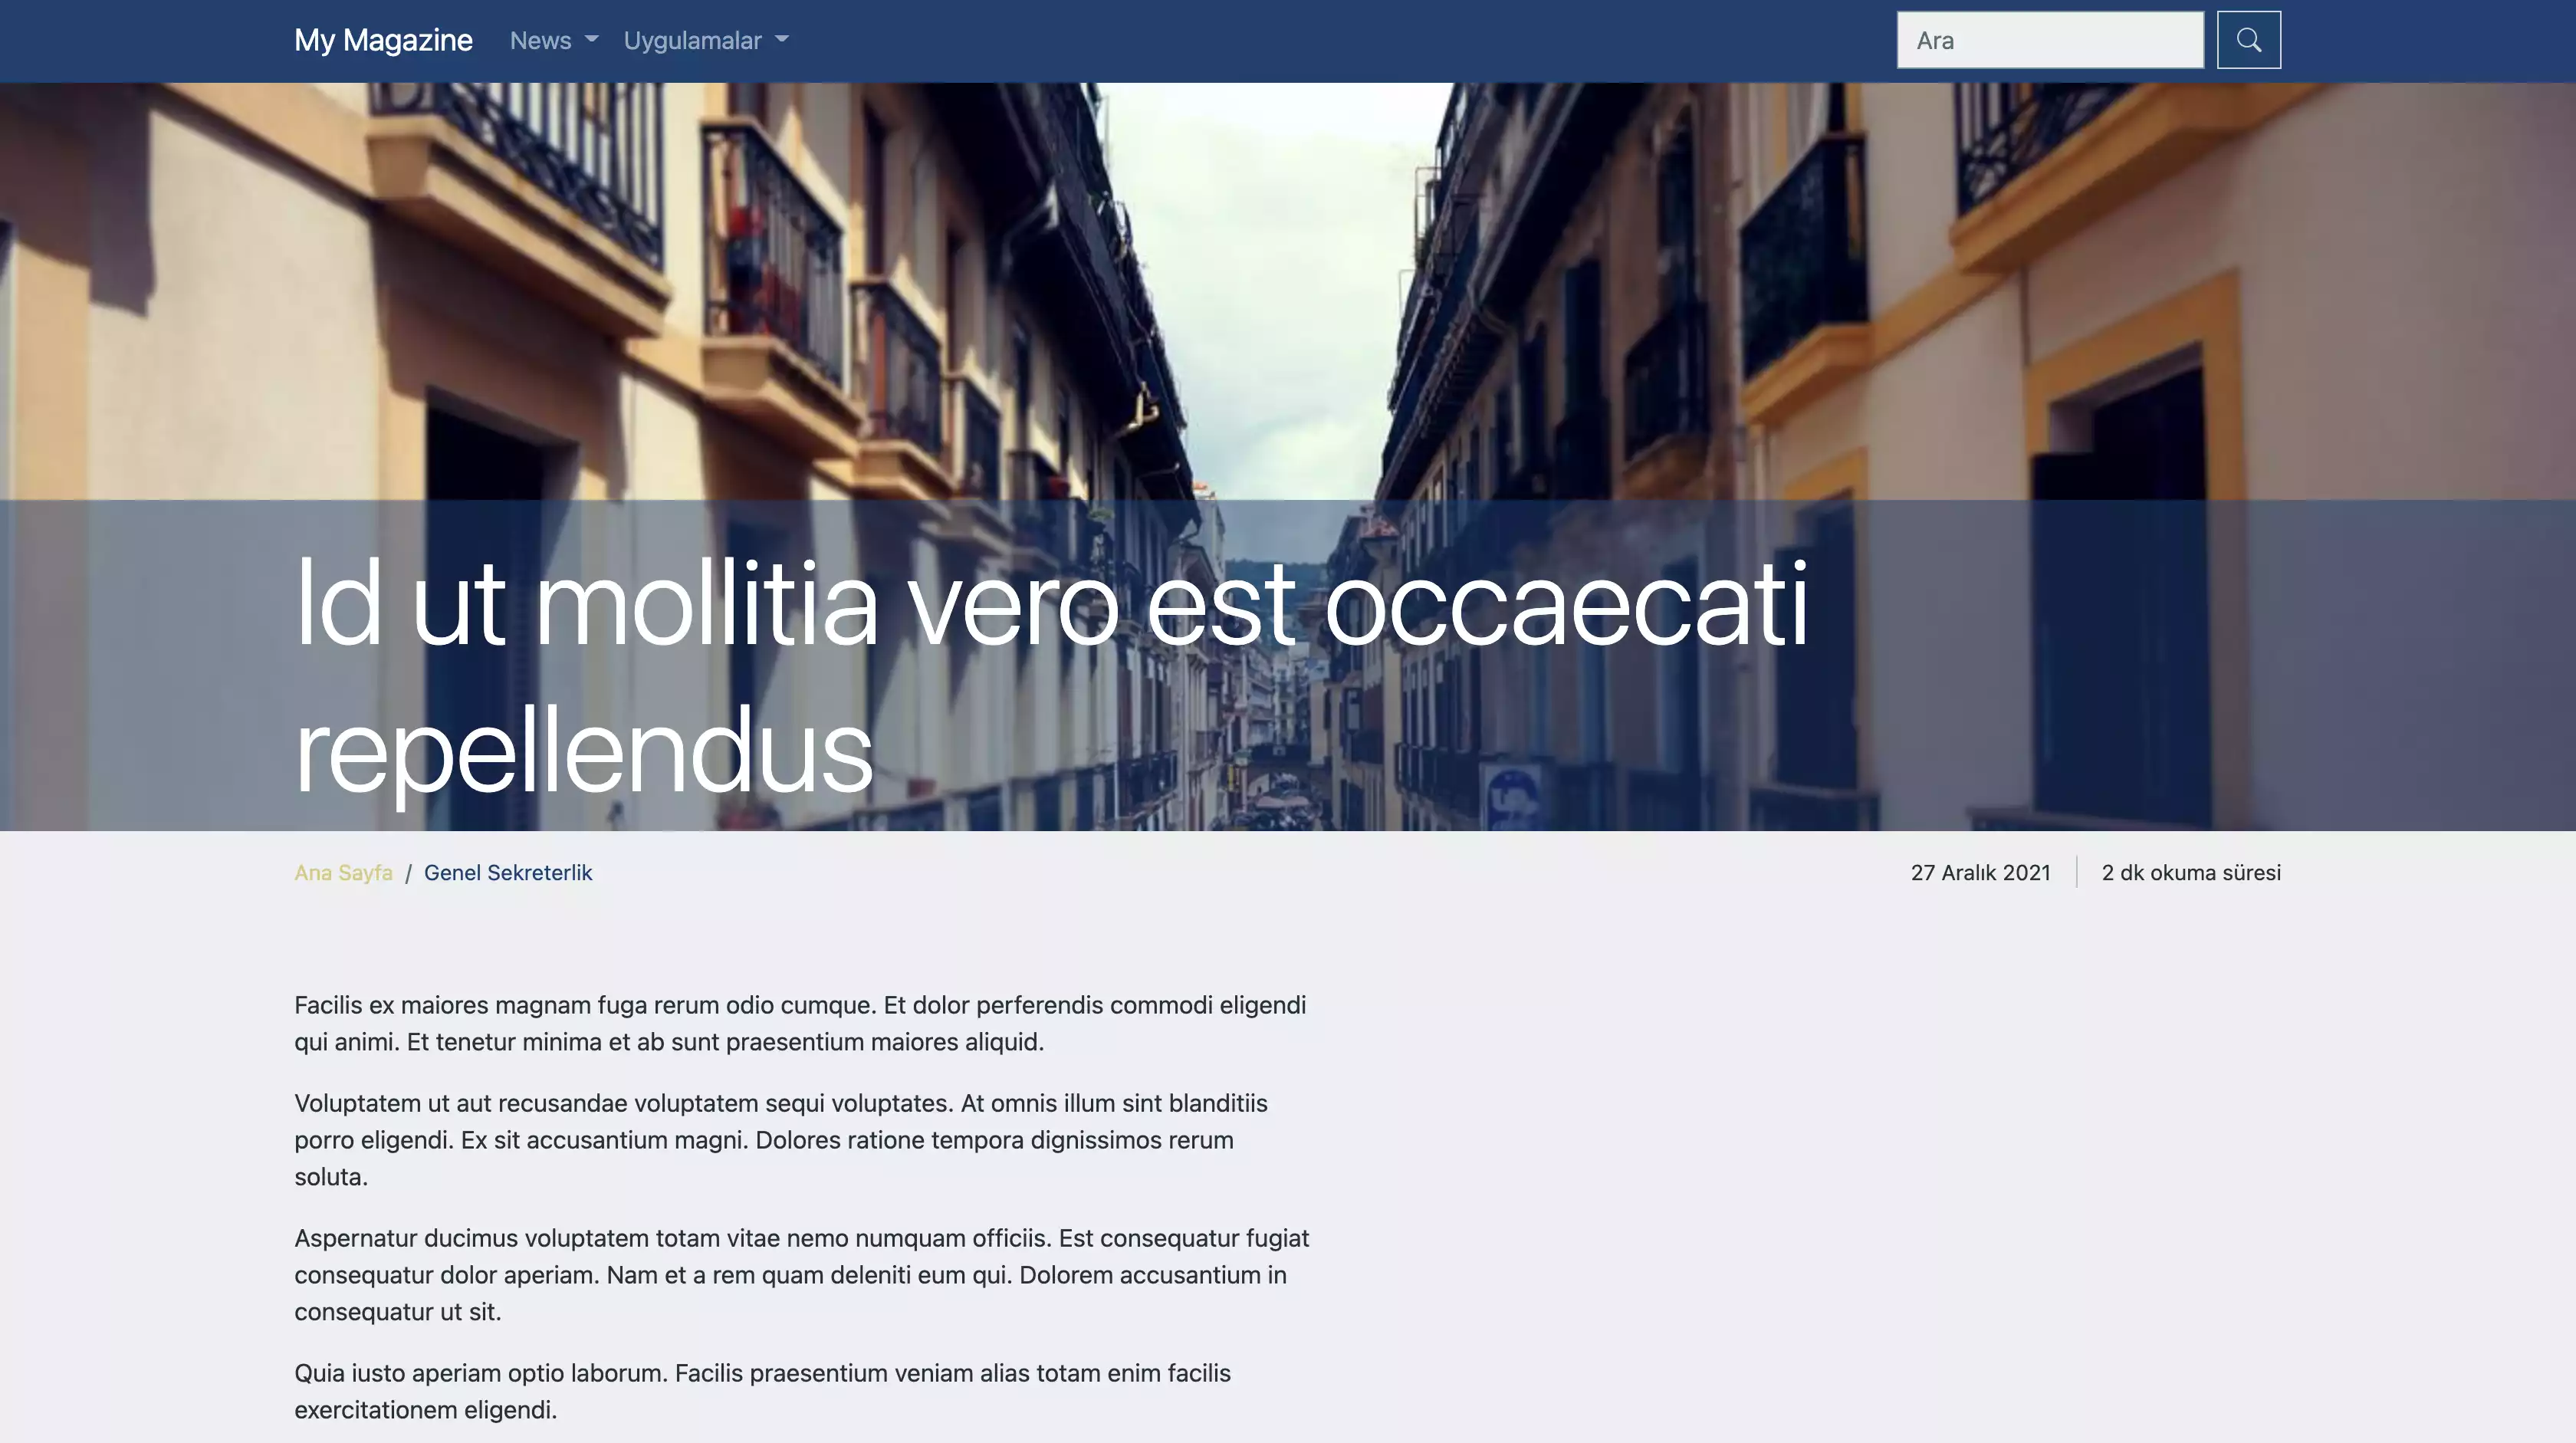 My Magazine News Uygulamalar Ara
Id ut mollitia vero est occaecati
repellendus
Ana Sayfa / Genel Sekreterlik 27 Aralık 2021 2 dk okuma süresi
Facilis ex maiores magnam fuga rerum odio cumque. Et dolor perferendis commodi eligendi
qui animi. Et tenetur minima et ab sunt praesentium maiores aliquid.
Voluptatem ut aut recusandae voluptatem sequi voluptates. At omnis illum sint blanditiis
porro eligendi. Ex sit accusantium magni. Dolores ratione tempora dignissimos rerum
soluta.
Aspernatur ducimus voluptatem totam vitae nemo numquam officiis. Est consequatur fugiat
consequatur dolor aperiam. Nam et a rem quam deleniti eum qui. Dolorem accusantium in
consequatur ut sit.
Quia iusto aperiam optio laborum. Facilis praesentium veniam alias totam enim facilis
exercitationem eligendi.